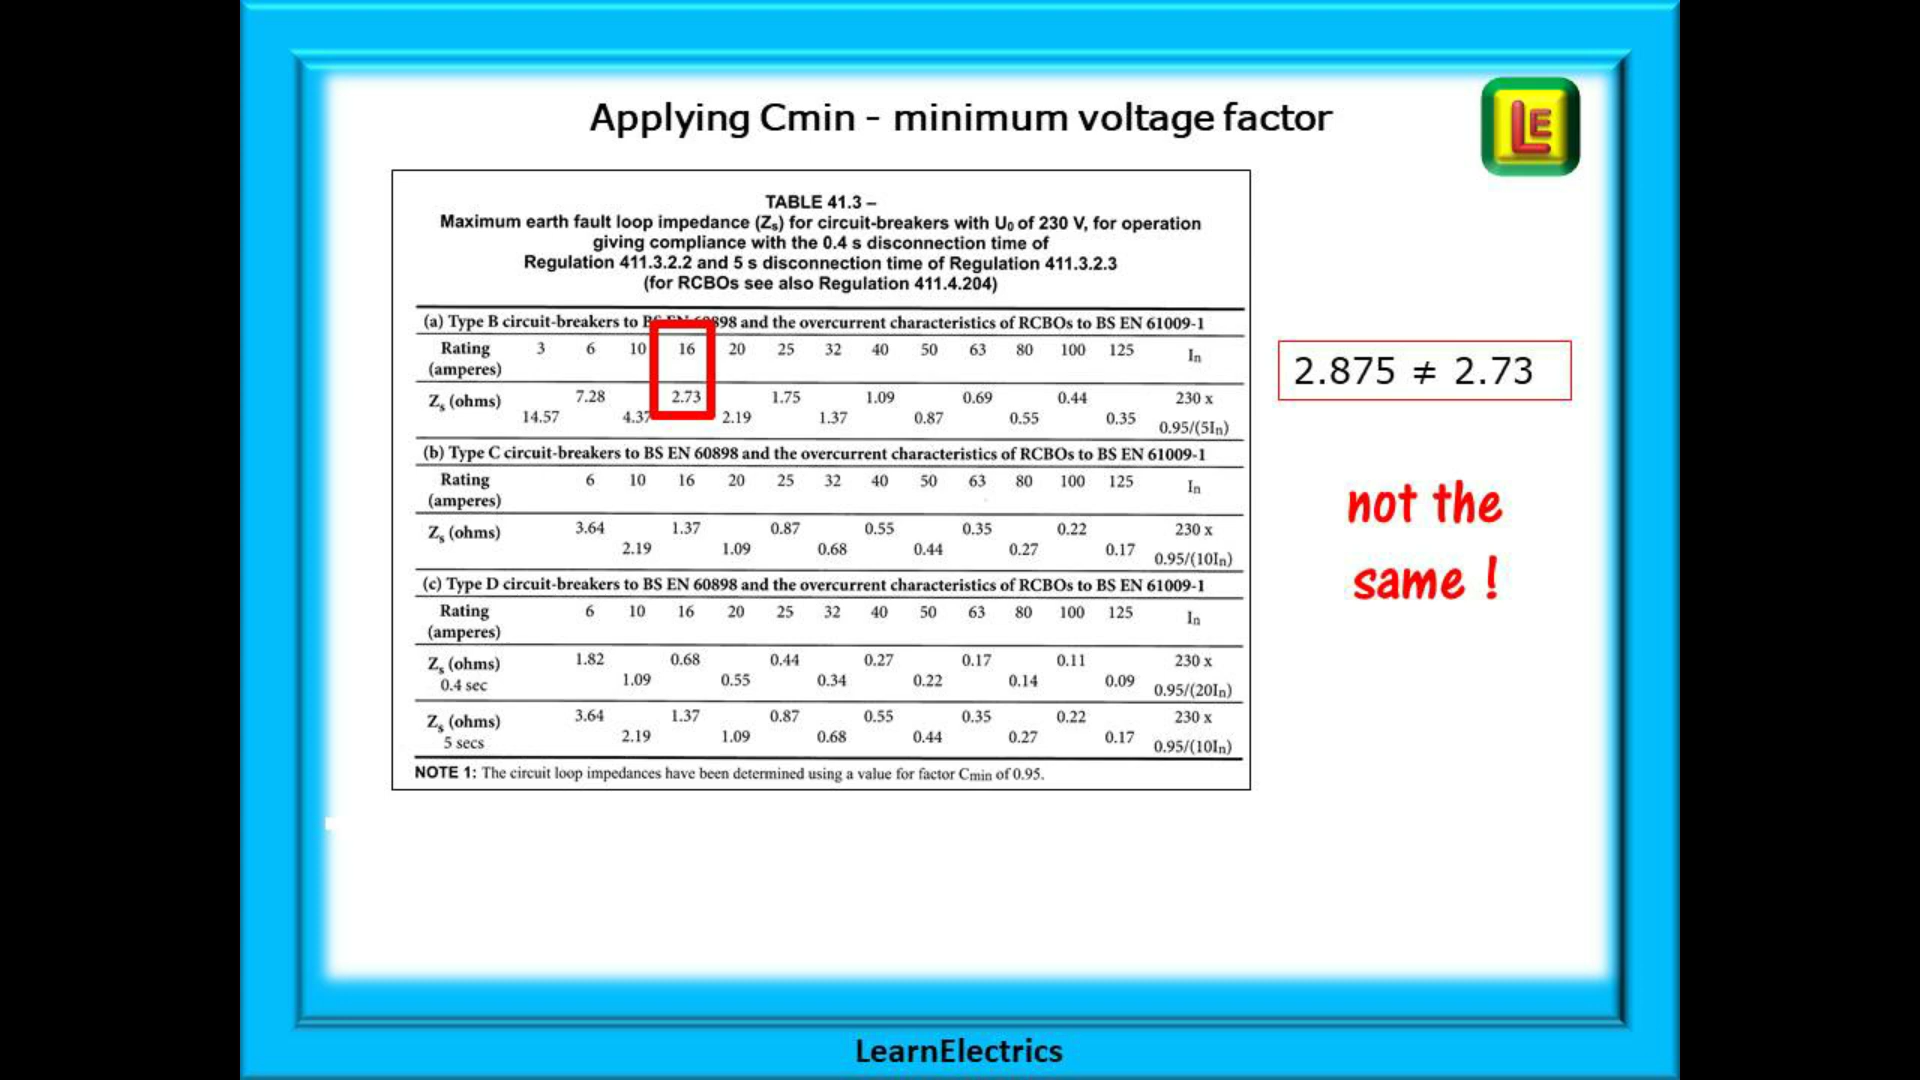 Applying Cmin - minimum voltage factor
LE
TABLE 41.3 –
Maximum earth fault loop impedance (Zs) for circuit-breakers with U0 of 230 V, for operation
giving compliance with the 0.4 s disconnection time of
Regulation 411.3.2.2 and 5 s disconnection time of Regulation 411.3.2.3
(for RCBOs see also Regulation 411.4.204)
(a) Type B circuit-breakers to BS EN 60898 and the overcurrent characteristics of RCBOs to BS EN 61009-1
Rating 3 6 10 16 20 25 32 40 50 63 80 100 125 In
(amperes)
Zs (ohms) 7.28 2.73 1.75 1.09 0.69 0.44 230 x
14.57 4.37 2.19 1.37 0.87 0.55 0.35 0.95/(5In)
(b) Type C circuit-breakers to BS EN 60898 and the overcurrent characteristics of RCBOs to BS EN 61009-1
Rating 6 10 16 20 25 32 40 50 63 80 100 125 In
(amperes)
Zs (ohms) 3.64 1.37 0.87 0.55 0.35 0.22 230 x
2.19 1.09 0.68 0.44 0.27 0.17 0.95/(10In)
(c) Type D circuit-breakers to BS EN 60898 and the overcurrent characteristics of RCBOs to BS EN 61009-1
Rating 6 10 16 20 25 32 40 50 63 80 100 125 In
(amperes)
Zs (ohms) 1.82 0.68 0.44 0.27 0.17 0.11 230 x
0.4 sec 1.09 0.55 0.34 0.22 0.14 0.09 0.95/(20In)
Zs (ohms) 3.64 1.37 0.87 0.55 0.35 0.22 230 x
5 secs 2.19 1.09 0.68 0.44 0.27 0.17 0.95/(10In)
NOTE 1: The circuit loop impedances have been determined using a value for factor Cmin of 0.95.
2.875 ≠ 2.73
not the
same !
LearnElectrics